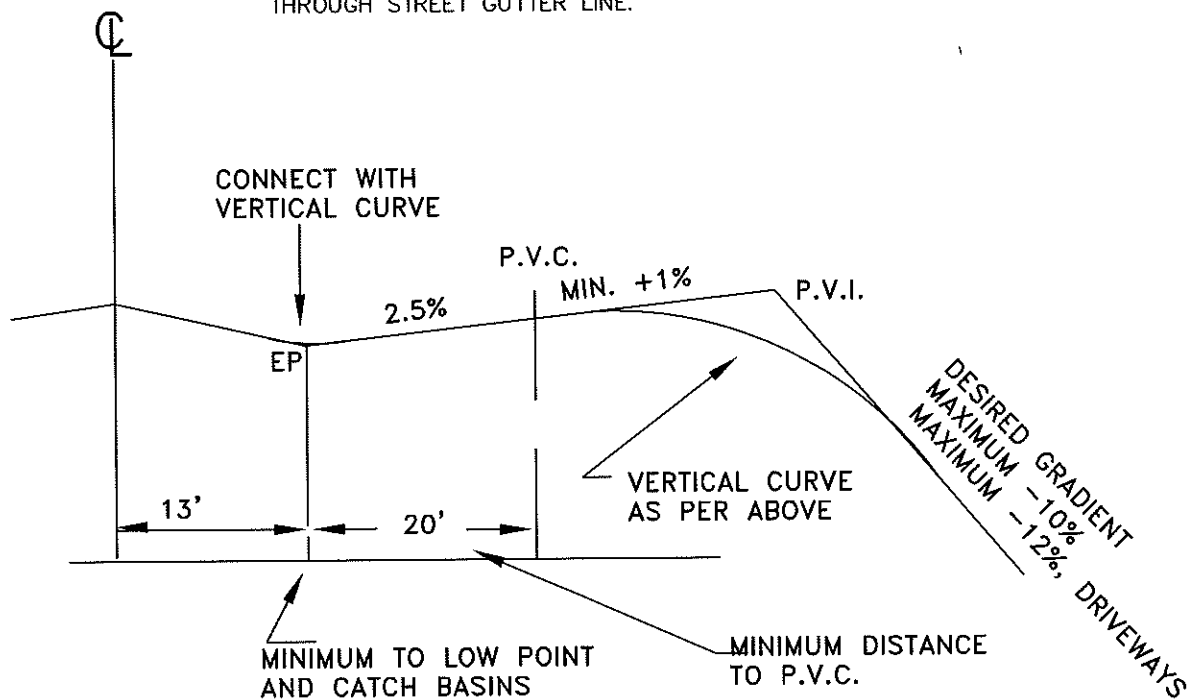 THROUGH STREET GUTTER LINE.
℄
CONNECT WITH
VERTICAL CURVE
P.V.C.
MIN. +1%
P.V.I.
2.5%
EP
DESIRED GRADIENT
MAXIMUM -10%
MAXIMUM -12%, DRIVEWAYS
VERTICAL CURVE
AS PER ABOVE
13'
20'
MINIMUM TO LOW POINT
AND CATCH BASINS
MINIMUM DISTANCE
TO P.V.C.